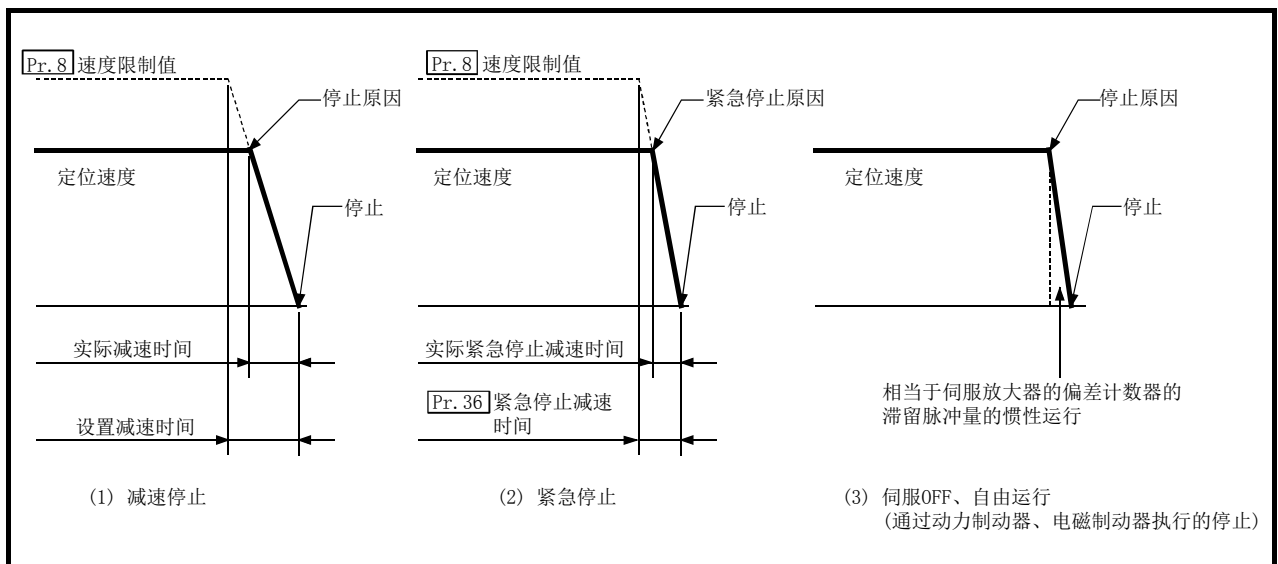 Pr.8 速度限制值
停止原因
定位速度
停止
实际减速时间
设置减速时间
(1) 减速停止
Pr.8 速度限制值
紧急停止原因
定位速度
停止
实际紧急停止减速时间
Pr.36 紧急停止减速
时间
(2) 紧急停止
停止原因
定位速度
停止
相当于伺服放大器的偏差计数器的
滞留脉冲量的惯性运行
(3) 伺服OFF、自由运行
(通过动力制动器、电磁制动器执行的停止)